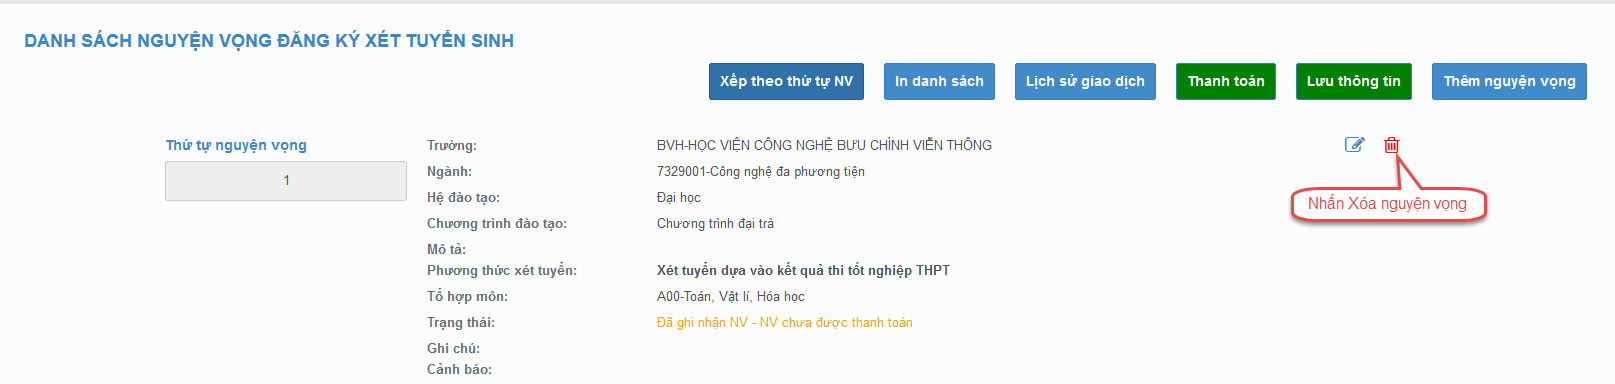 DANH SÁCH NGUYỆN VỌNG ĐĂNG KÝ XÉT TUYỂN SINH
Xếp theo thứ tự NV In danh sách Lịch sử giao dịch Thanh toán Lưu thông tin Thêm nguyện vọng
Thứ tự nguyện vọng
1
Trường: BVH-HỌC VIỆN CÔNG NGHỆ BƯU CHÍNH VIỄN THÔNG
Ngành: 7329001-Công nghệ đa phương tiện
Hệ đào tạo: Đại học
Chương trình đào tạo: Chương trình đại trà
Mô tả:
Phương thức xét tuyển: Xét tuyển dựa vào kết quả thi tốt nghiệp THPT
Tổ hợp môn: A00-Toán, Vật lí, Hóa học
Trạng thái: Đã ghi nhận NV - NV chưa được thanh toán
Ghi chú:
Cảnh báo:
Nhấn Xóa nguyện vọng